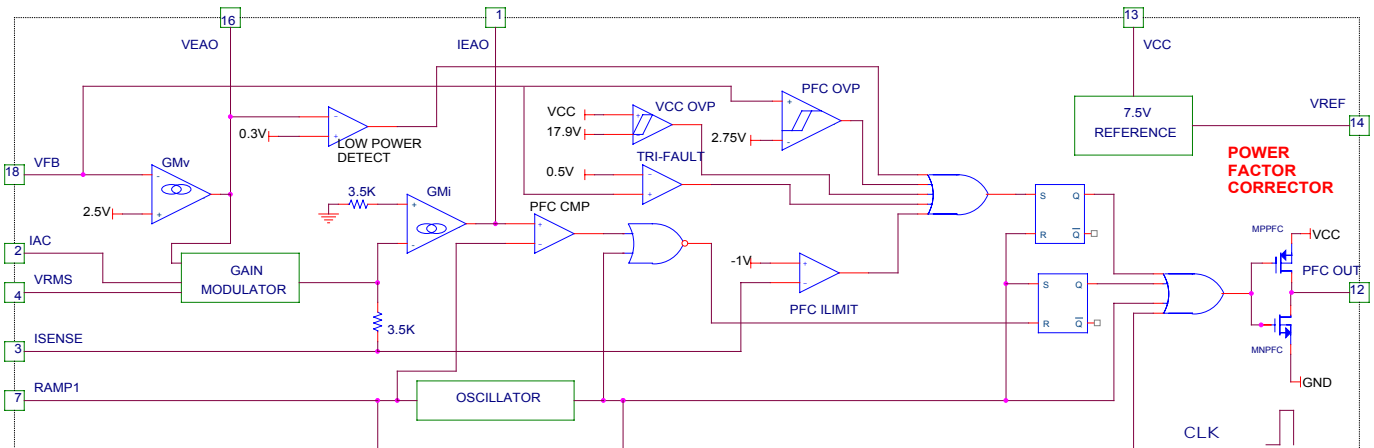 16
1
13
VEAO
IEAO
VCC
0.3V
LOW POWER
DETECT
VCC
17.9V
VCC OVP
PFC OVP
2.75V
7.5V
REFERENCE
VREF
14
POWER
FACTOR
CORRECTOR
18
VFB
GMv
2.5V
TRI-FAULT
0.5V
3.5K
GMi
PFC CMP
S
Q
R
Q
2
IAC
4
VRMS
GAIN
MODULATOR
3.5K
-1V
PFC ILIMIT
S
Q
R
Q
MPPFC
VCC
PFC OUT
12
MNPFC
GND
3
ISENSE
7
RAMP1
OSCILLATOR
CLK